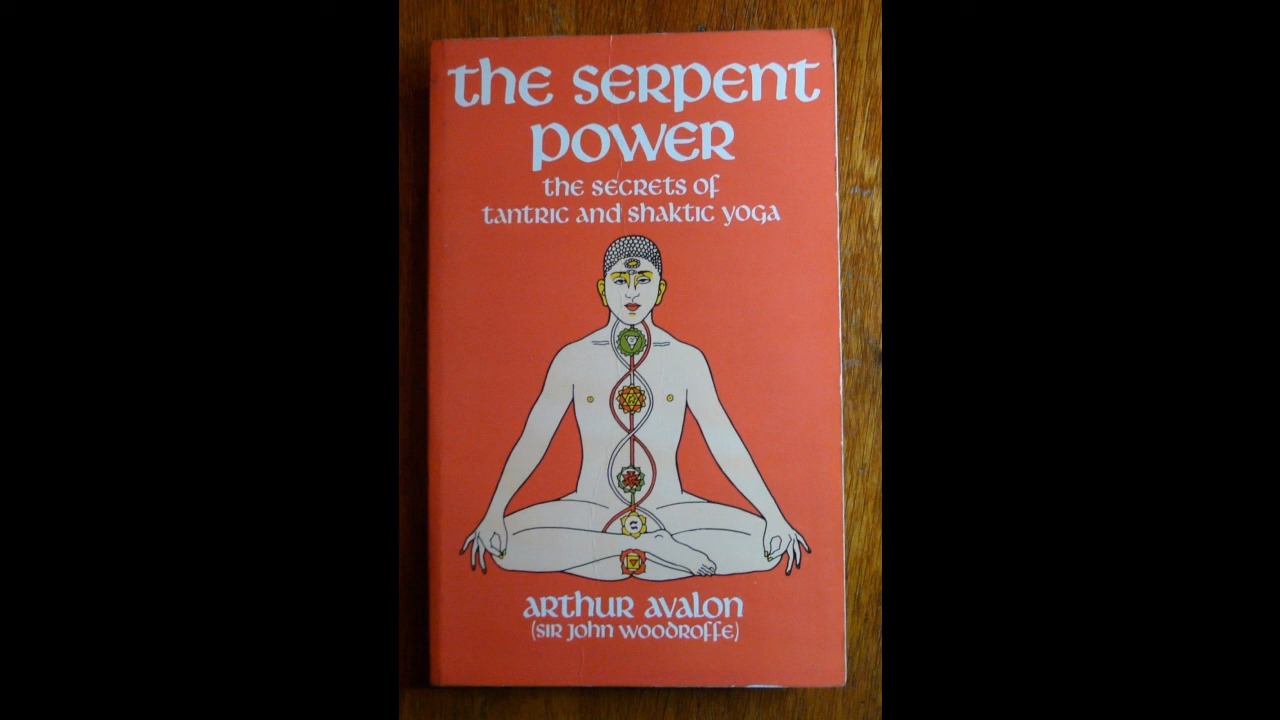 the serpent
power
the secrets of
tantric and shaktic yoga
arthur avalon
(sir john woodroffe)